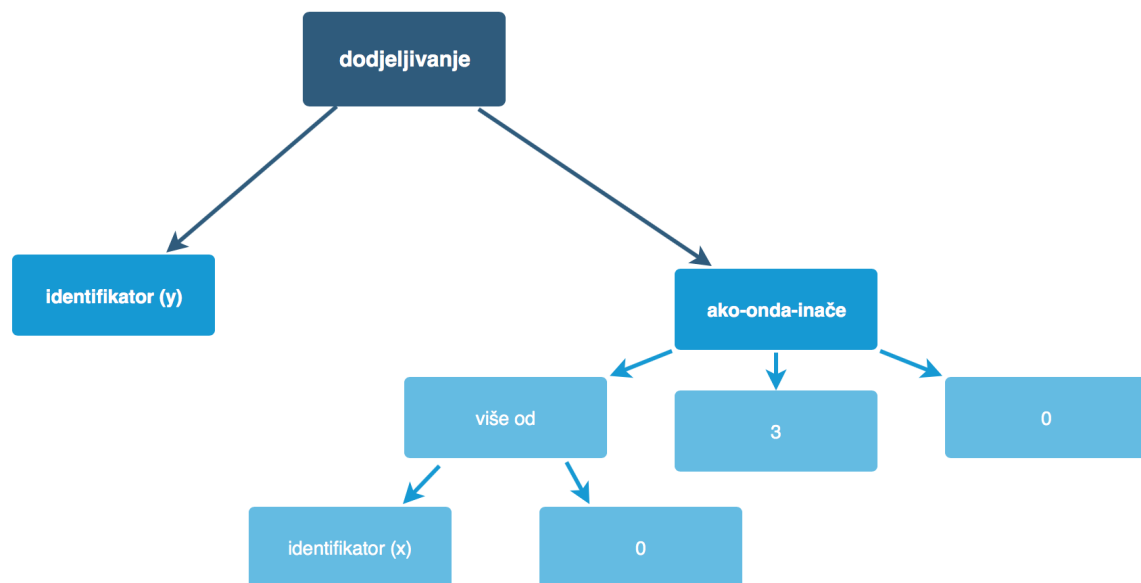 dodjeljivanje
identifikator (y)
ako-onda-inače
više od
3
0
identifikator (x)
0